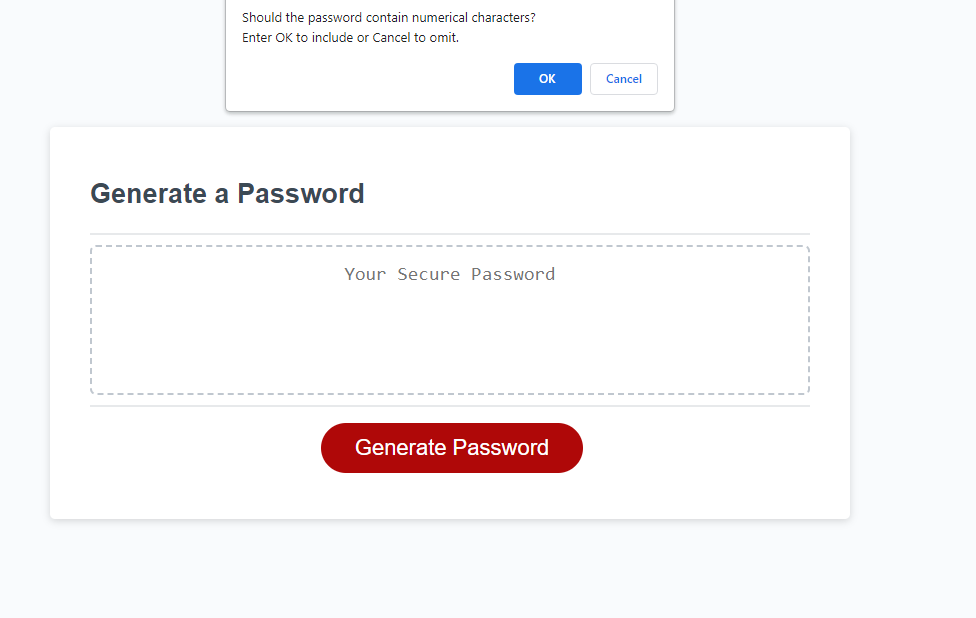 Should the password contain numerical characters?
Enter OK to include or Cancel to omit.
OK Cancel
Generate a Password
Your Secure Password
Generate Password